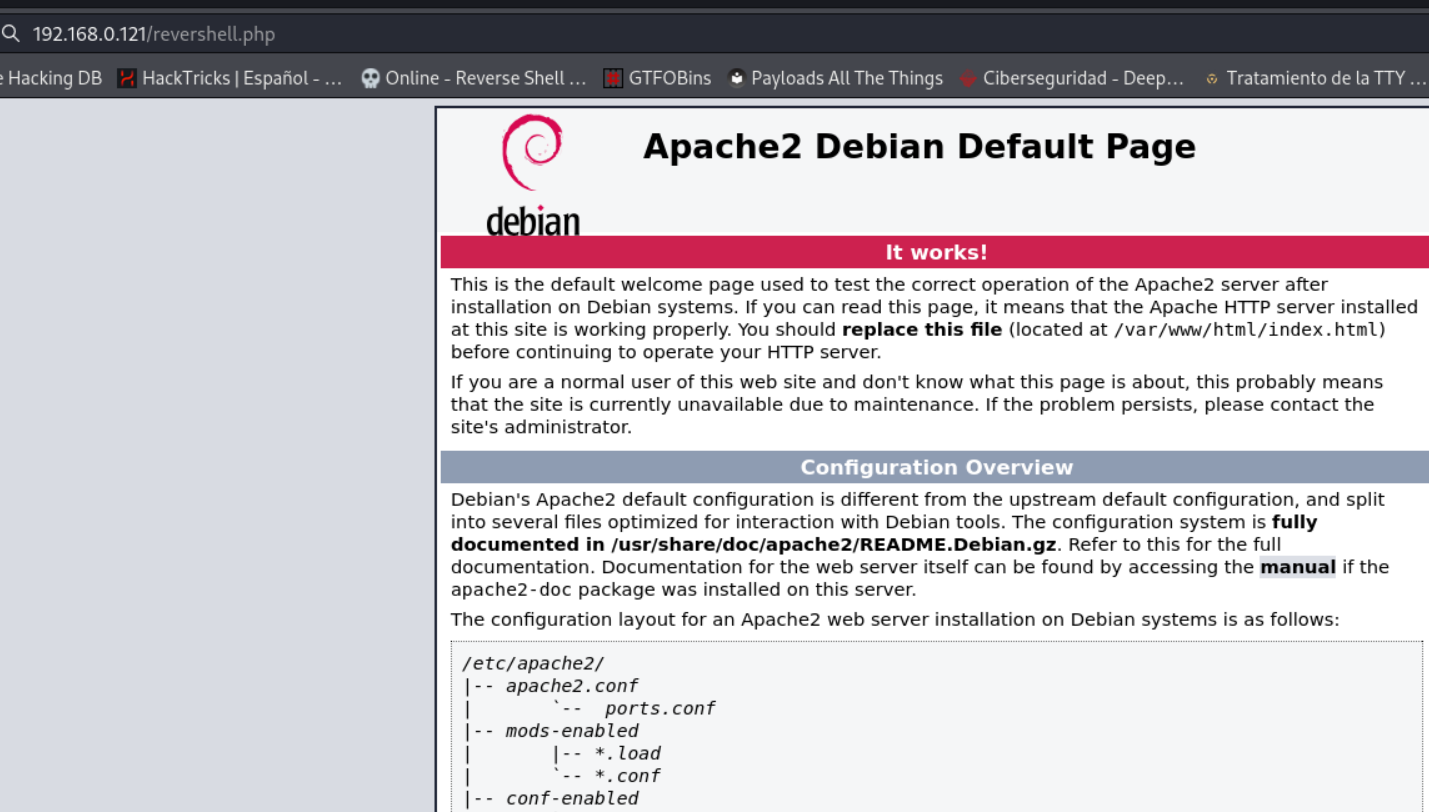 192.168.0.121/revershell.php
e Hacking DB HackTricks | Español - ... Online - Reverse Shell ... GTFOBins Payloads All The Things Ciberseguridad - Deep... Tratamiento de la TTY ...
Apache2 Debian Default Page
debian
It works!
This is the default welcome page used to test the correct operation of the Apache2 server after
installation on Debian systems. If you can read this page, it means that the Apache HTTP server installed
at this site is working properly. You should replace this file (located at /var/www/html/index.html)
before continuing to operate your HTTP server.
If you are a normal user of this web site and don't know what this page is about, this probably means
that the site is currently unavailable due to maintenance. If the problem persists, please contact the
site's administrator.
Configuration Overview
Debian's Apache2 default configuration is different from the upstream default configuration, and split
into several files optimized for interaction with Debian tools. The configuration system is fully
documented in /usr/share/doc/apache2/README.Debian.gz. Refer to this for the full
documentation. Documentation for the web server itself can be found by accessing the manual if the
apache2-doc package was installed on this server.
The configuration layout for an Apache2 web server installation on Debian systems is as follows:
/etc/apache2/
|-- apache2.conf
|       `--  ports.conf
|-- mods-enabled
|       |-- *.load
|       `-- *.conf
|-- conf-enabled